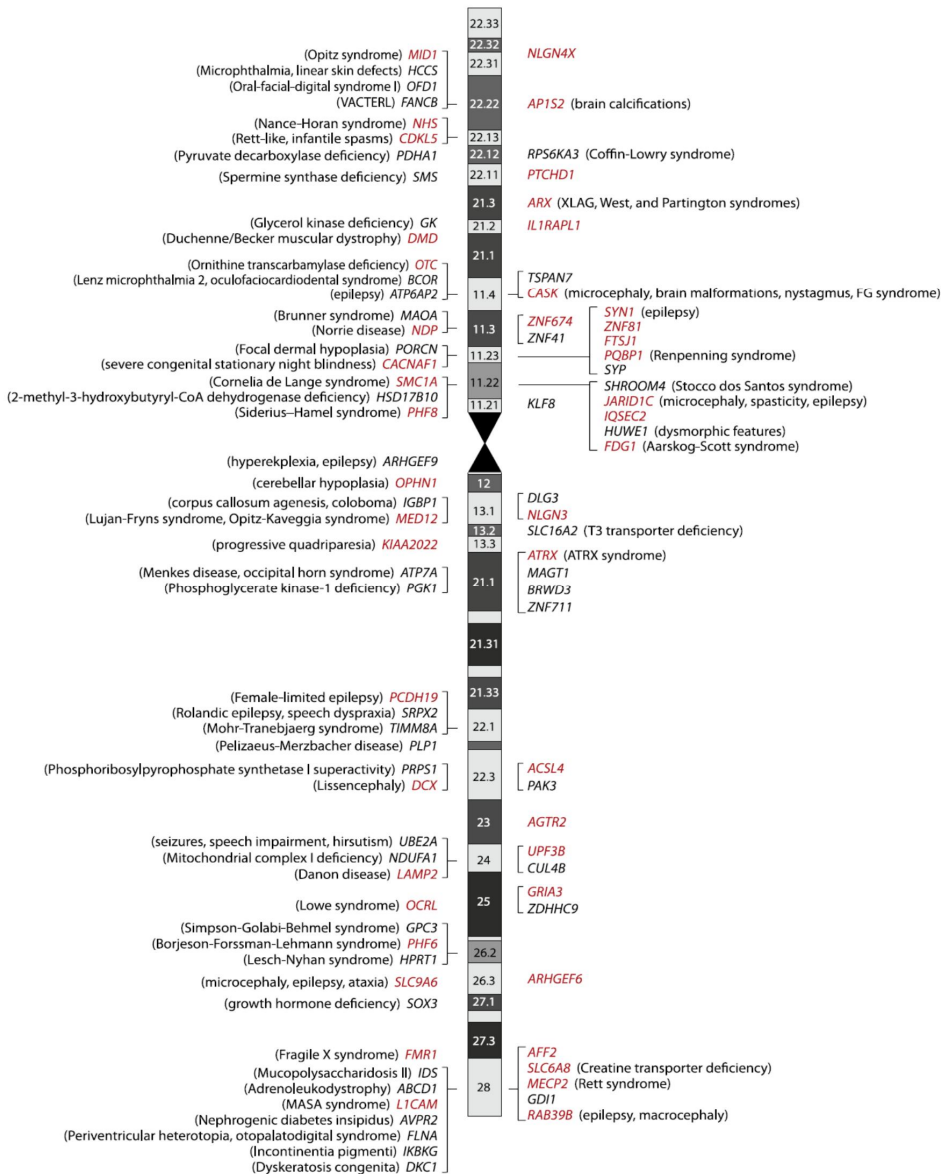 22.33
22.32
22.31
22.22
22.13
22.12
22.11
21.3
21.2
21.1
11.4
11.3
11.23
11.22
11.21
12
13.1
13.2
13.3
21.1
21.31
21.33
22.1
22.3
23
24
25
26.2
26.3
27.1
27.3
28
(Opitz syndrome) MID1
(Microphthalmia, linear skin defects) HCCS
(Oral-facial-digital syndrome I) OFD1
(VACTERL) FANCB
(Nance-Horan syndrome) NHS
(Rett-like, infantile spasms) CDKL5
(Pyruvate decarboxylase deficiency) PDHA1
(Spermine synthase deficiency) SMS
(Glycerol kinase deficiency) GK
(Duchenne/Becker muscular dystrophy) DMD
(Ornithine transcarbamylase deficiency) OTC
(Lenz microphthalmia 2, oculofaciocardiodental syndrome) BCOR
(epilepsy) ATP6AP2
(Brunner syndrome) MAOA
(Norrie disease) NDP
(Focal dermal hypoplasia) PORCN
(severe congenital stationary night blindness) CACNAF1
(Cornelia de Lange syndrome) SMC1A
(2-methyl-3-hydroxybutyryl-CoA dehydrogenase deficiency) HSD17B10
(Siderius–Hamel syndrome) PHF8
(hyperekplexia, epilepsy) ARHGEF9
(cerebellar hypoplasia) OPHN1
(corpus callosum agenesis, coloboma) IGBP1
(Lujan-Fryns syndrome, Opitz-Kaveggia syndrome) MED12
(progressive quadriparesia) KIAA2022
(Menkes disease, occipital horn syndrome) ATP7A
(Phosphoglycerate kinase-1 deficiency) PGK1
(Female-limited epilepsy) PCDH19
(Rolandic epilepsy, speech dyspraxia) SRPX2
(Mohr-Tranebjaerg syndrome) TIMM8A
(Pelizaeus-Merzbacher disease) PLP1
(Phosphoribosylpyrophosphate synthetase I superactivity) PRPS1
(Lissencephaly) DCX
(seizures, speech impairment, hirsutism) UBE2A
(Mitochondrial complex I deficiency) NDUFA1
(Danon disease) LAMP2
(Lowe syndrome) OCRL
(Simpson-Golabi-Behmel syndrome) GPC3
(Borjeson-Forssman-Lehmann syndrome) PHF6
(Lesch-Nyhan syndrome) HPRT1
(microcephaly, epilepsy, ataxia) SLC9A6
(growth hormone deficiency) SOX3
(Fragile X syndrome) FMR1
(Mucopolysaccharidosis II) IDS
(Adrenoleukodystrophy) ABCD1
(MASA syndrome) L1CAM
(Nephrogenic diabetes insipidus) AVPR2
(Periventricular heterotopia, otopalatodigital syndrome) FLNA
(Incontinentia pigmenti) IKBKG
(Dyskeratosis congenita) DKC1
NLGN4X
AP1S2 (brain calcifications)
RPS6KA3 (Coffin-Lowry syndrome)
PTCHD1
ARX (XLAG, West, and Partington syndromes)
IL1RAPL1
TSPAN7
CASK (microcephaly, brain malformations, nystagmus, FG syndrome)
ZNF674
ZNF41
SYN1 (epilepsy)
ZNF81
FTSJ1
PQBP1 (Renpenning syndrome)
SYP
KLF8
SHROOM4 (Stocco dos Santos syndrome)
JARID1C (microcephaly, spasticity, epilepsy)
IQSEC2
HUWE1 (dysmorphic features)
FDG1 (Aarskog-Scott syndrome)
DLG3
NLGN3
SLC16A2 (T3 transporter deficiency)
ATRX (ATRX syndrome)
MAGT1
BRWD3
ZNF711
ACSL4
PAK3
AGTR2
UPF3B
CUL4B
GRIA3
ZDHHC9
ARHGEF6
AFF2
SLC6A8 (Creatine transporter deficiency)
MECP2 (Rett syndrome)
GDI1
RAB39B (epilepsy, macrocephaly)